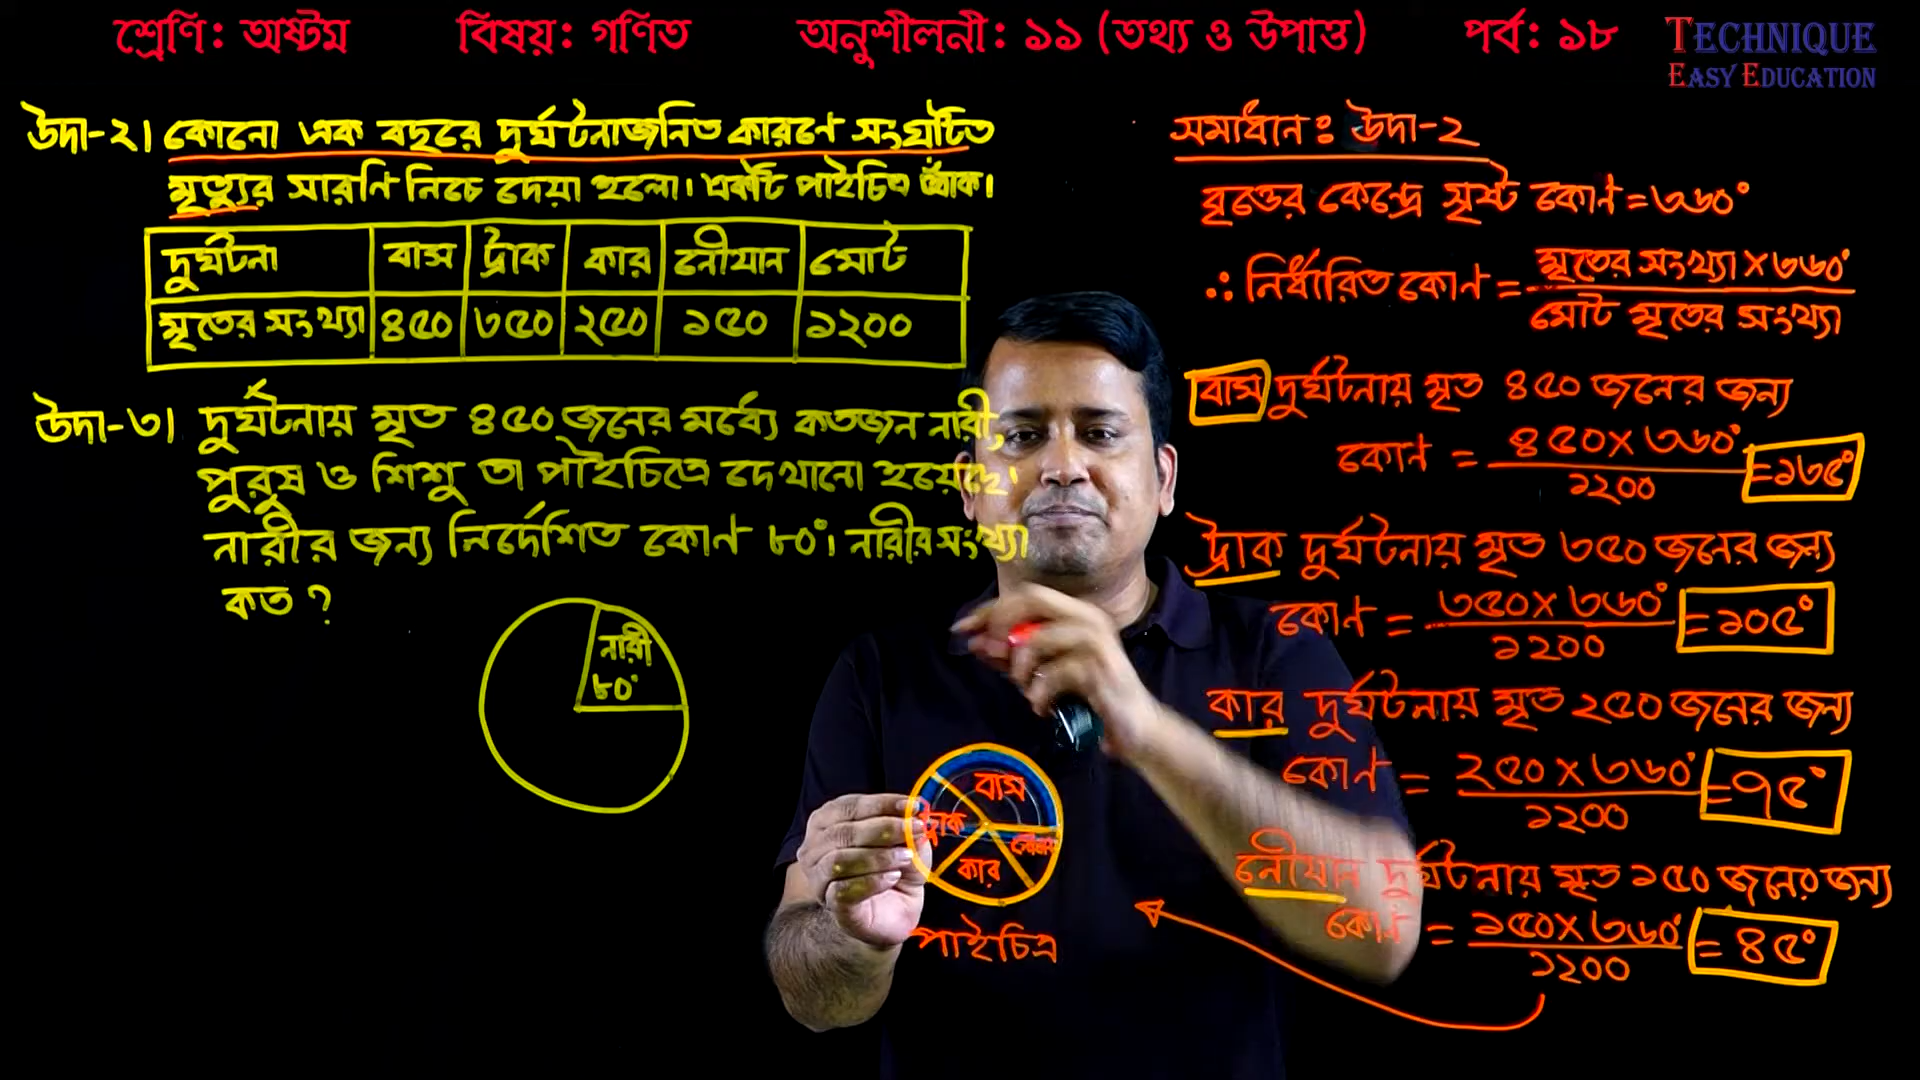 শ্রেণি: অষ্টম বিষয়: গণিত অনুশীলনী: ১১ (তথ্য ও উপাত্ত) পর্ব: ১৮
TECHNIQUE
EASY EDUCATION
উদা-২। কোনো এক বছরে দুর্ঘটনাজনিত কারণে সংঘটিত
মৃত্যুর সারণি নিচে দেয়া হলো। একটি পাইচিত্র আঁক।
দুর্ঘটনা বাস ট্রাক কার নৌযান মোট
মৃতের সংখ্যা ৪৫০ ৩৫০ ২৫০ ১৫০ ১২০০
উদা-৩। দুর্ঘটনায় মৃত ৪৫০ জনের মধ্যে কতজন নারী,
পুরুষ ও শিশু তা পাইচিত্রে দেখানো হয়েছে।
নারীর জন্য নির্দেশিত কোণ ৮০°। নারীর সংখ্যা
কত?
নারী
৮০°
বাস
ট্রাক
নৌযান
কার
পাইচিত্র
সমাধান: উদা-২
বৃত্তের কেন্দ্রে সৃষ্ট কোণ = ৩৬০°
∴ নির্ধারিত কোণ = মৃতের সংখ্যা × ৩৬০°
মোট মৃতের সংখ্যা
বাস দুর্ঘটনায় মৃত ৪৫০ জনের জন্য
কোণ = ৪৫০ × ৩৬০° = ১৩৫°
১২০০
ট্রাক দুর্ঘটনায় মৃত ৩৫০ জনের জন্য
কোণ = ৩৫০ × ৩৬০° = ১০৫°
১২০০
কার দুর্ঘটনায় মৃত ২৫০ জনের জন্য
কোণ = ২৫০ × ৩৬০° = ৭৫°
১২০০
নৌযান দুর্ঘটনায় মৃত ১৫০ জনের জন্য
কোণ = ১৫০ × ৩৬০° = ৪৫°
১২০০